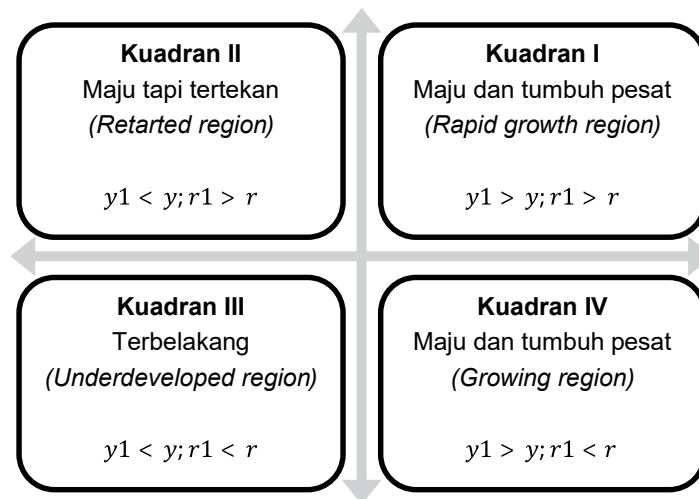 Kuadran II
Maju tapi tertekan
(Retarted region)
y1 < y; r1 > r
Kuadran I
Maju dan tumbuh pesat
(Rapid growth region)
y1 > y; r1 > r
Kuadran III
Terbelakang
(Underdeveloped region)
y1 < y; r1 < r
Kuadran IV
Maju dan tumbuh pesat
(Growing region)
y1 > y; r1 < r